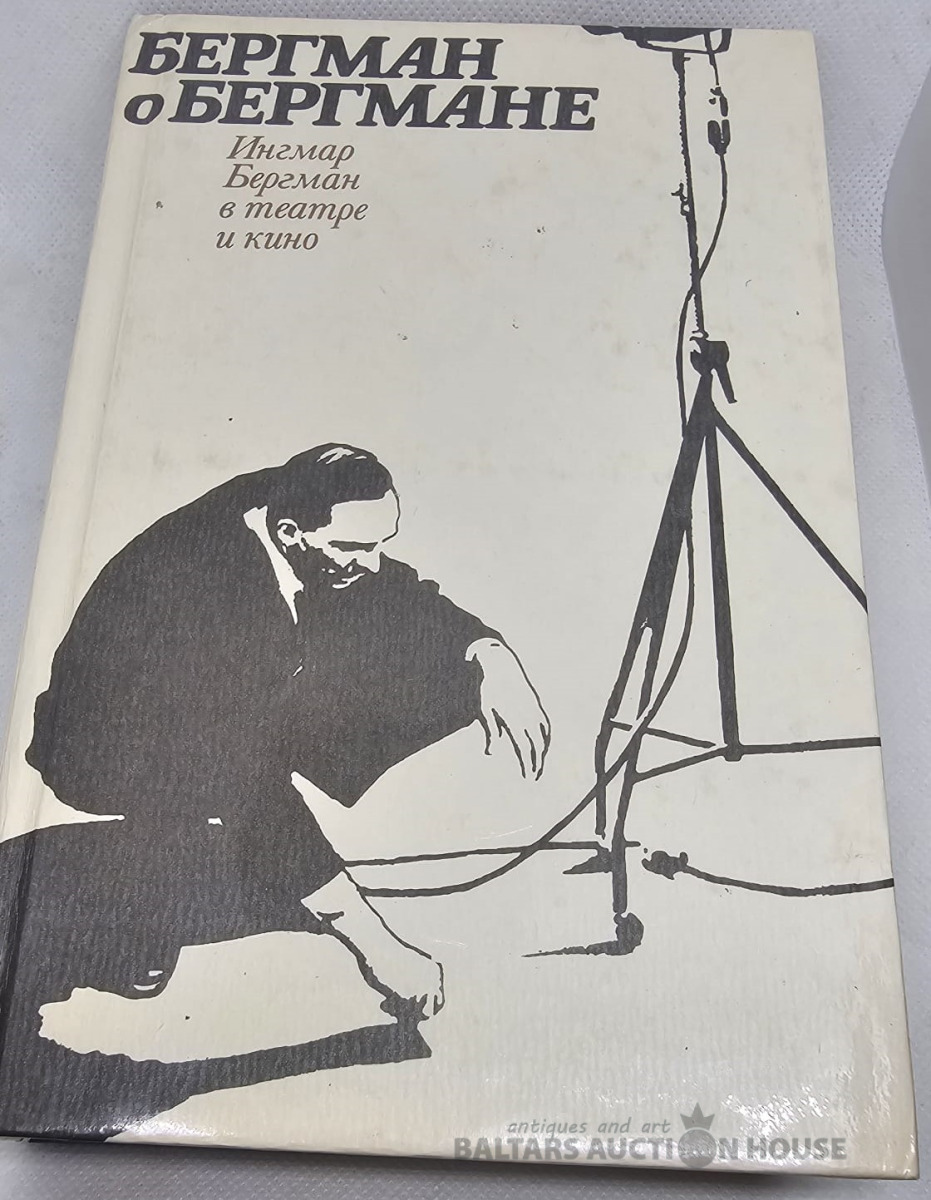 БЕРГМАН
о БЕРГМАНЕ
Ингмар
Бергман
в театре
и кино
antiques and art
BALTARS AUCTION HOUSE